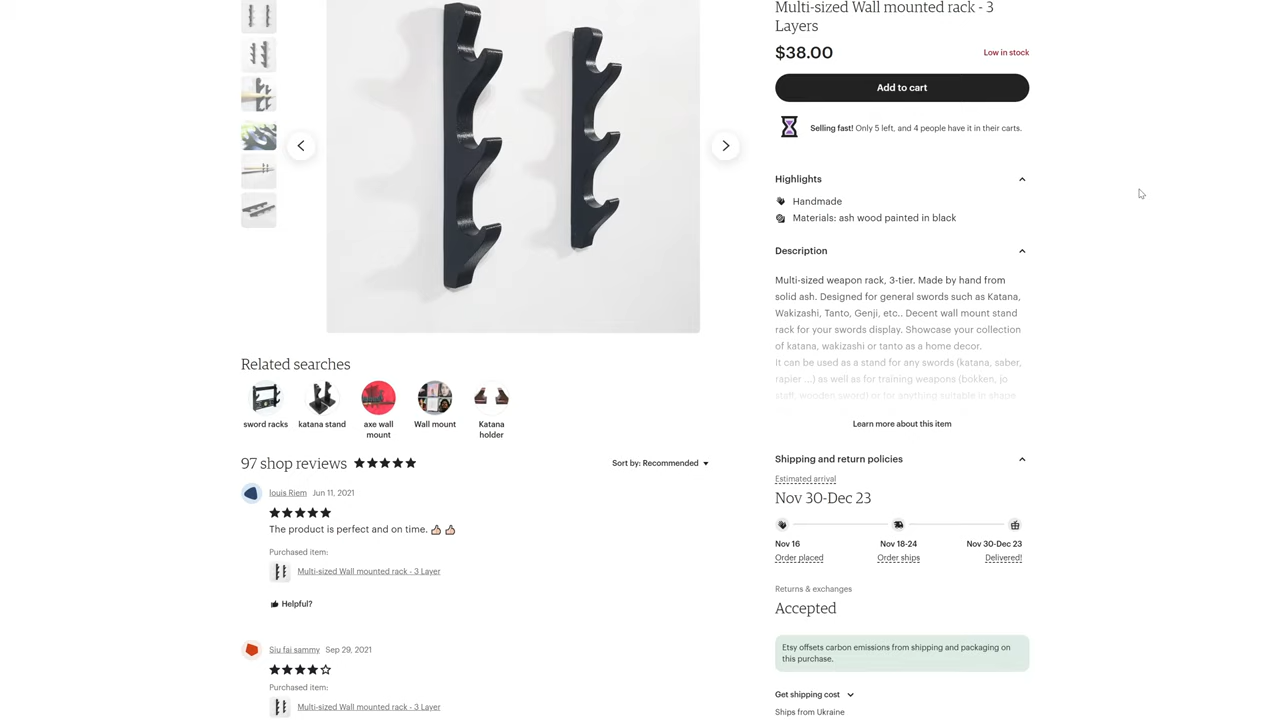 Multi-sized Wall mounted rack - 3
Layers
$38.00
Low in stock
Add to cart
Selling fast! Only 5 left, and 4 people have it in their carts.
Highlights
Handmade
Materials: ash wood painted in black
Description
Multi-sized weapon rack, 3-tier. Made by hand from
solid ash. Designed for general swords such as Katana,
Wakizashi, Tanto, Genji, etc.. Decent wall mount stand
rack for your swords display. Showcase your collection
of katana, wakizashi or tanto as a home decor.
It can be used as a stand for any swords (katana, saber,
rapier ...) as well as for training weapons (bokken, jo
staff, wooden sword) or for anything suitable in shape
Learn more about this item
Shipping and return policies
Estimated arrival
Nov 30-Dec 23
Nov 16
Order placed
Nov 18-24
Order ships
Nov 30-Dec 23
Delivered!
Returns & exchanges
Accepted
Etsy offsets carbon emissions from shipping and packaging on
this purchase.
Get shipping cost
Ships from Ukraine
Related searches
sword racks
katana stand
axe wall
mount
Wall mount
Katana
holder
97 shop reviews
Sort by: Recommended
louis Riem Jun 11, 2021
The product is perfect and on time. 👍🏻 👍🏻
Purchased item:
Multi-sized Wall mounted rack - 3 Layer
Helpful?
Siu fai sammy Sep 29, 2021
Purchased item:
Multi-sized Wall mounted rack - 3 Layer